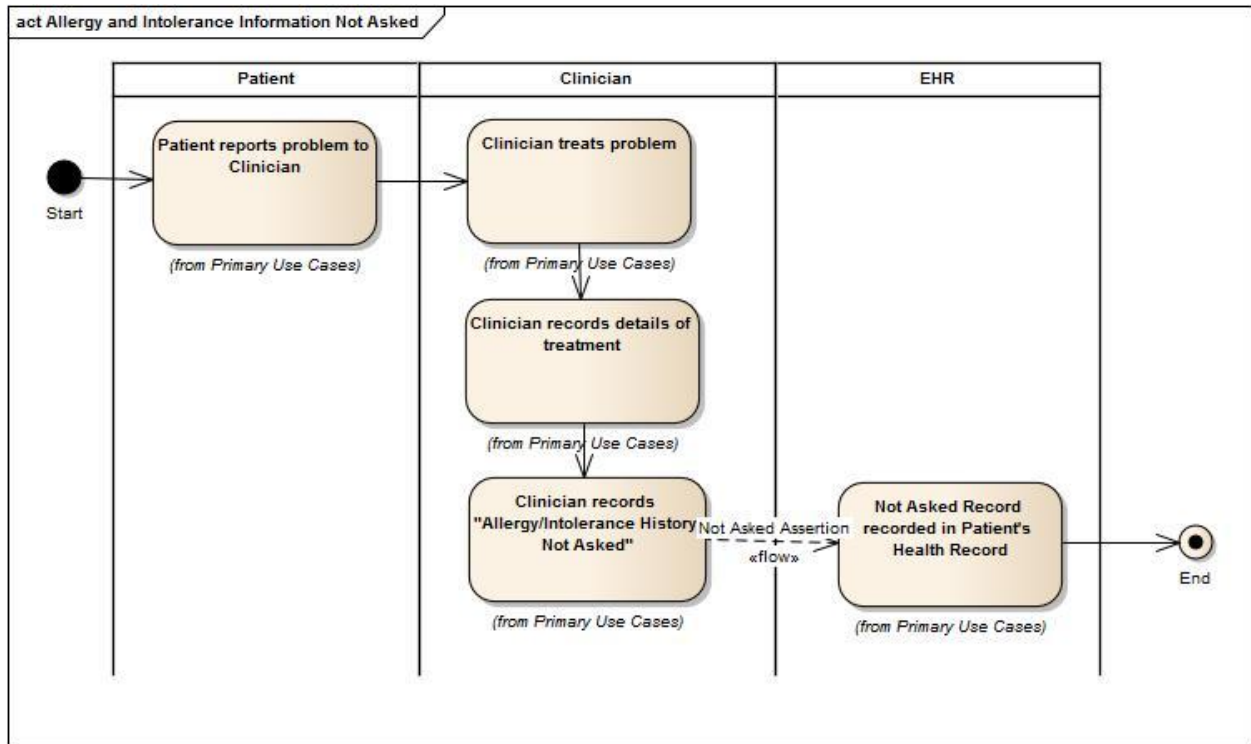 act Allergy and Intolerance Information Not Asked
Patient
Clinician
EHR
Start
Patient reports problem to
Clinician
(from Primary Use Cases)
Clinician treats problem
(from Primary Use Cases)
Clinician records details of
treatment
(from Primary Use Cases)
Clinician records
"Allergy/Intolerance History
Not Asked"
(from Primary Use Cases)
Not Asked Assertion
«flow»
Not Asked Record
recorded in Patient's
Health Record
(from Primary Use Cases)
End